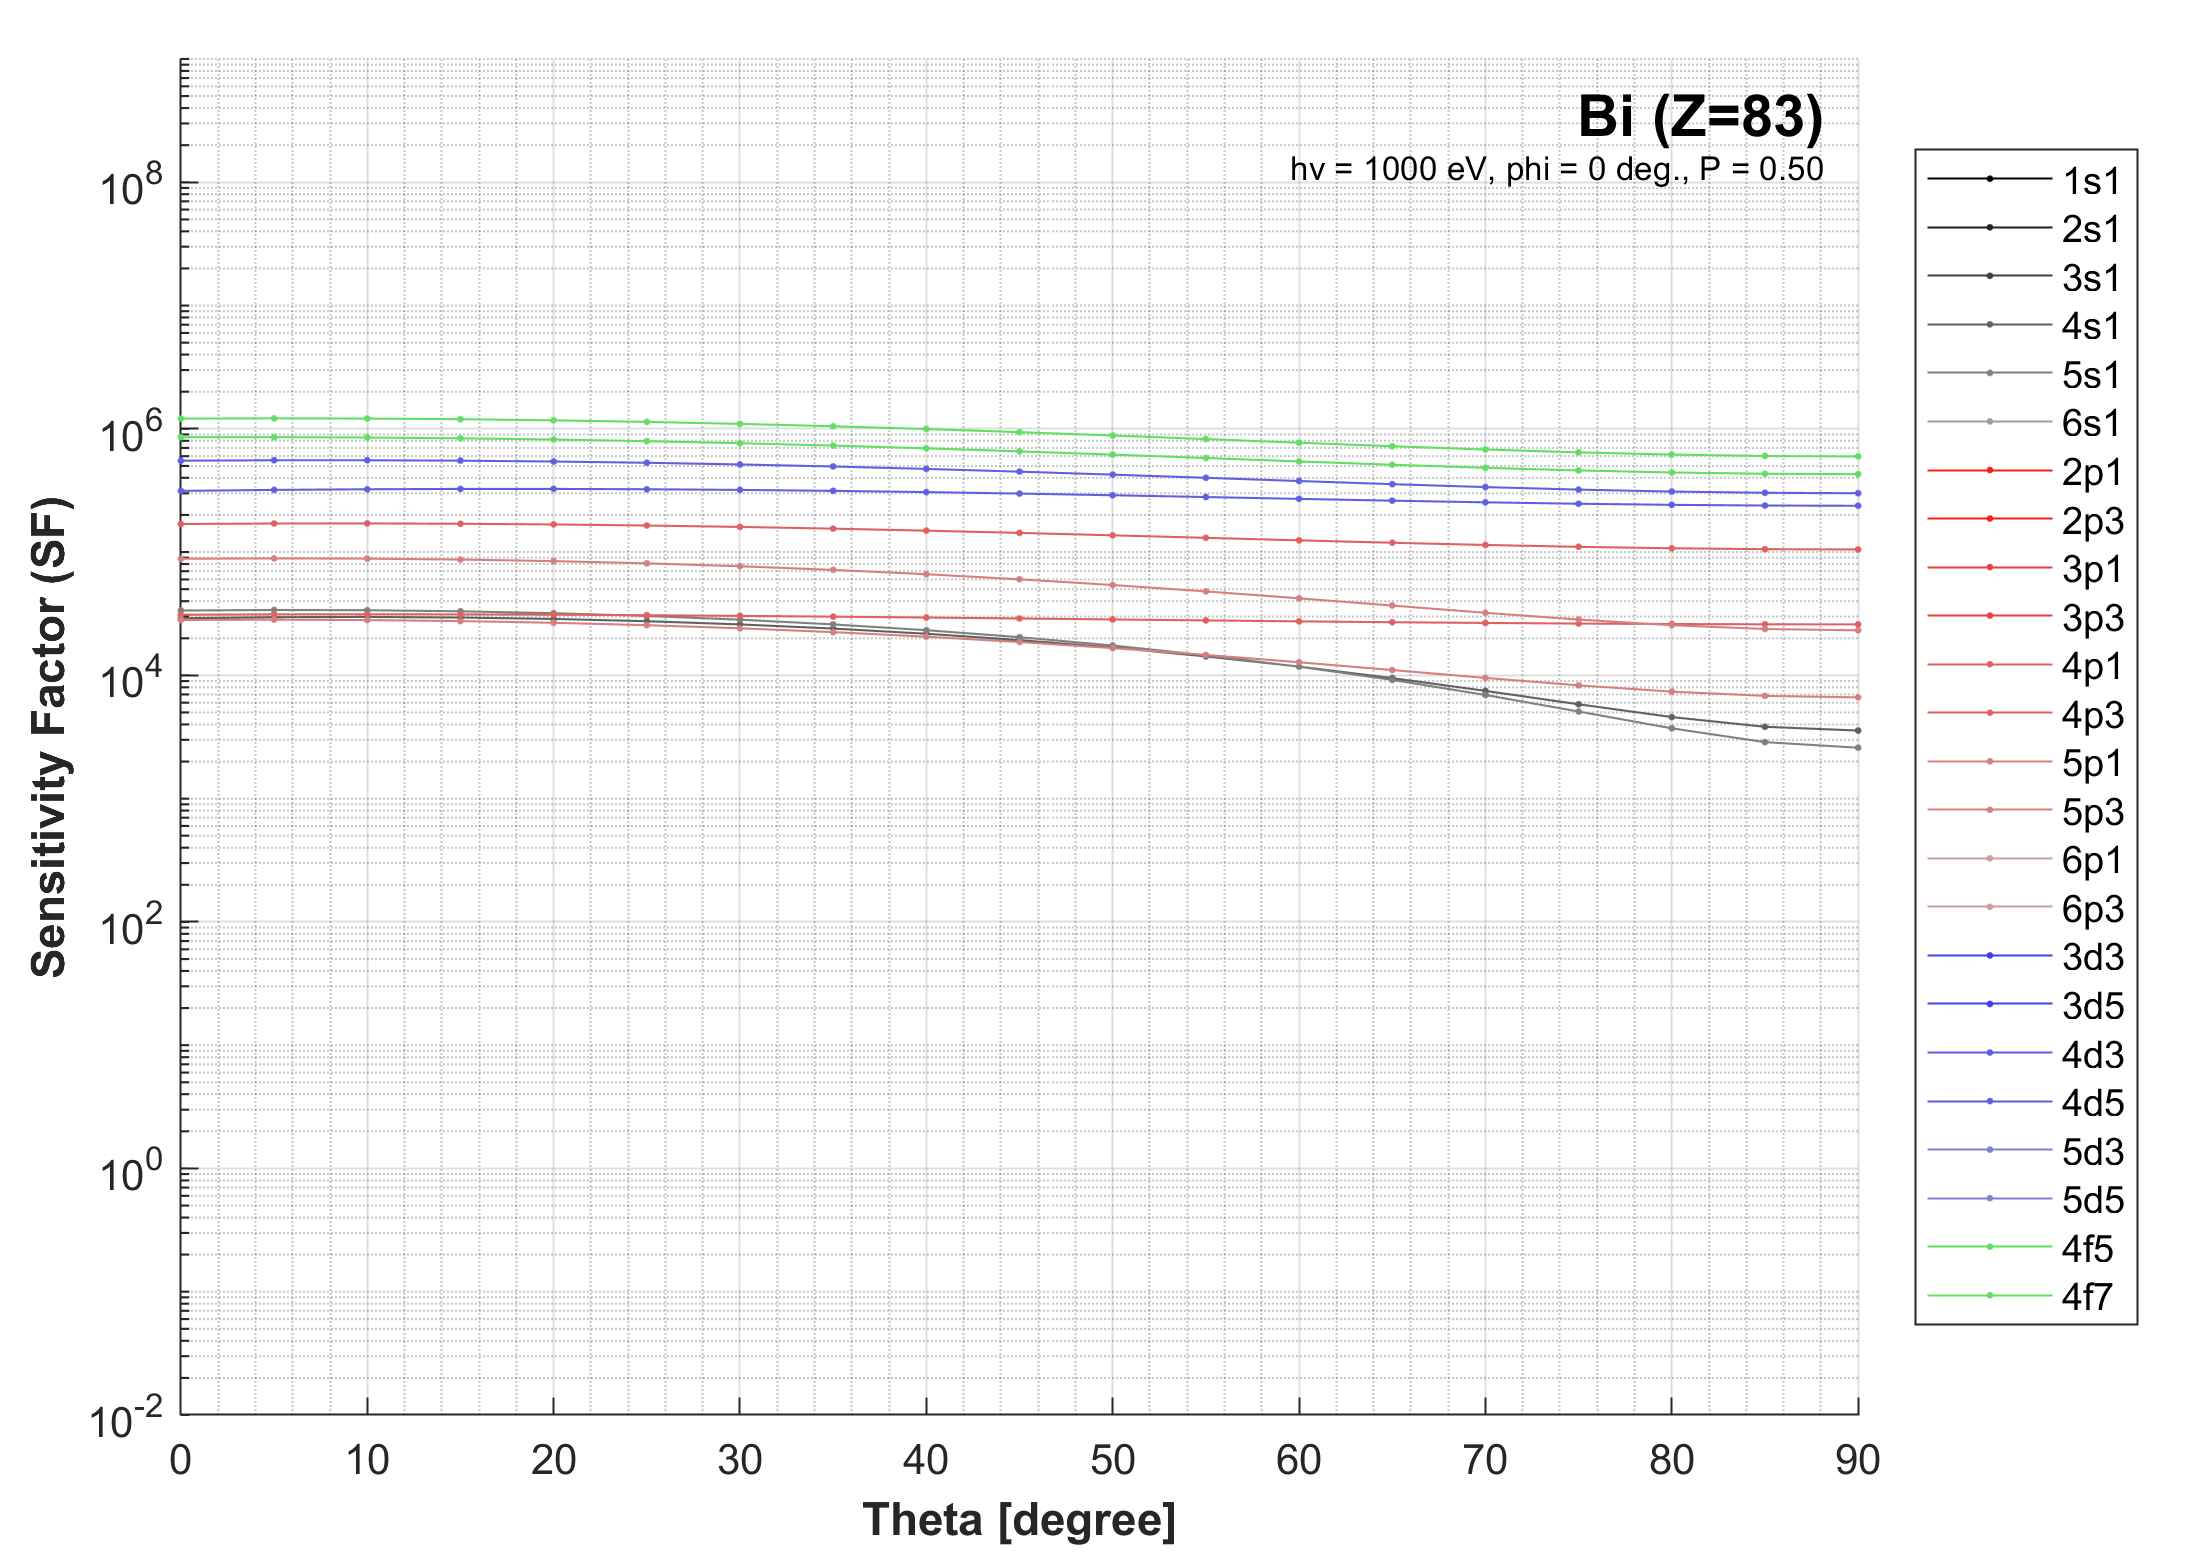 Bi (Z=83)
hv = 1000 eV, phi = 0 deg., P = 0.50
Sensitivity Factor (SF)
10^8
10^6
10^4
10^2
10^0
10^-2
0 10 20 30 40 50 60 70 80 90
Theta [degree]
1s1
2s1
3s1
4s1
5s1
6s1
2p1
2p3
3p1
3p3
4p1
4p3
5p1
5p3
6p1
6p3
3d3
3d5
4d3
4d5
5d3
5d5
4f5
4f7